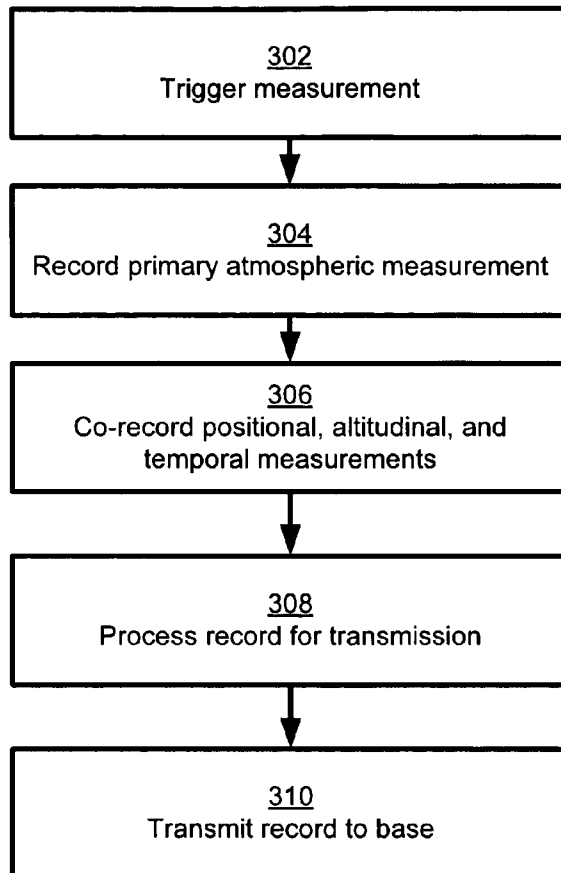 302
Trigger measurement
304
Record primary atmospheric measurement
306
Co-record positional, altitudinal, and
temporal measurements
308
Process record for transmission
310
Transmit record to base